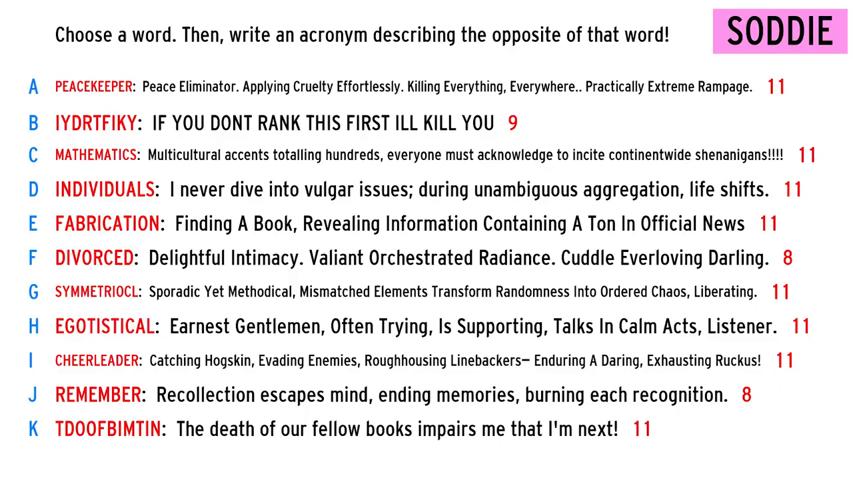 Choose a word. Then, write an acronym describing the opposite of that word!
SODDIE
A PEACEKEEPER: Peace Eliminator. Applying Cruelty Effortlessly. Killing Everything, Everywhere.. Practically Extreme Rampage. 11
B IYDRTFIKY: IF YOU DONT RANK THIS FIRST ILL KILL YOU 9
C MATHEMATICS: Multicultural accents totalling hundreds, everyone must acknowledge to incite continentwide shenanigans!!!! 11
D INDIVIDUALS: I never dive into vulgar issues; during unambiguous aggregation, life shifts. 11
E FABRICATION: Finding A Book, Revealing Information Containing A Ton In Official News 11
F DIVORCED: Delightful Intimacy. Valiant Orchestrated Radiance. Cuddle Everloving Darling. 8
G SYMMETRIOCL: Sporadic Yet Methodical, Mismatched Elements Transform Randomness Into Ordered Chaos, Liberating. 11
H EGOTISTICAL: Earnest Gentlemen, Often Trying, Is Supporting, Talks In Calm Acts, Listener. 11
I CHEERLEADER: Catching Hogskin, Evading Enemies, Roughhousing Linebackers— Enduring A Daring, Exhausting Ruckus! 11
J REMEMBER: Recollection escapes mind, ending memories, burning each recognition. 8
K TDOOFBIMTIN: The death of our fellow books impairs me that I'm next! 11